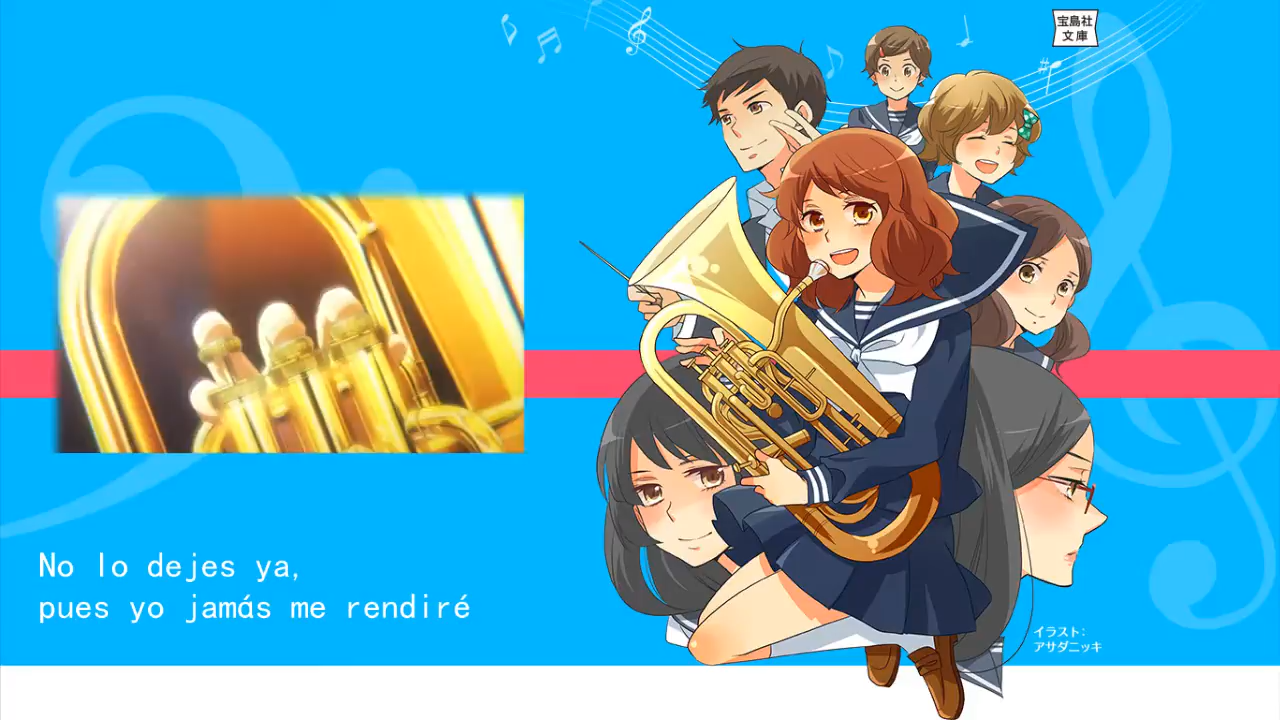 宝島社
文庫
No lo dejes ya,
pues yo jamás me rendiré
イラスト:
アサダニッキ